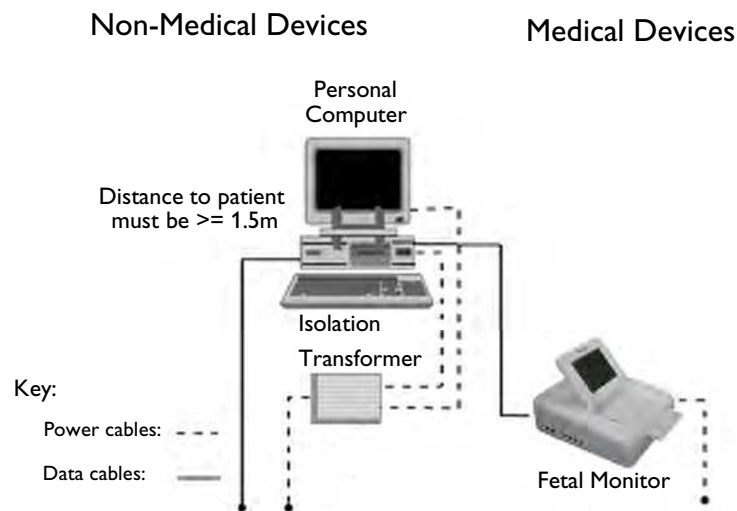 Non-Medical Devices
Medical Devices
Personal
Computer
Distance to patient
must be >= 1.5m
Isolation
Transformer
Key:
Power cables:
Data cables:
Fetal Monitor